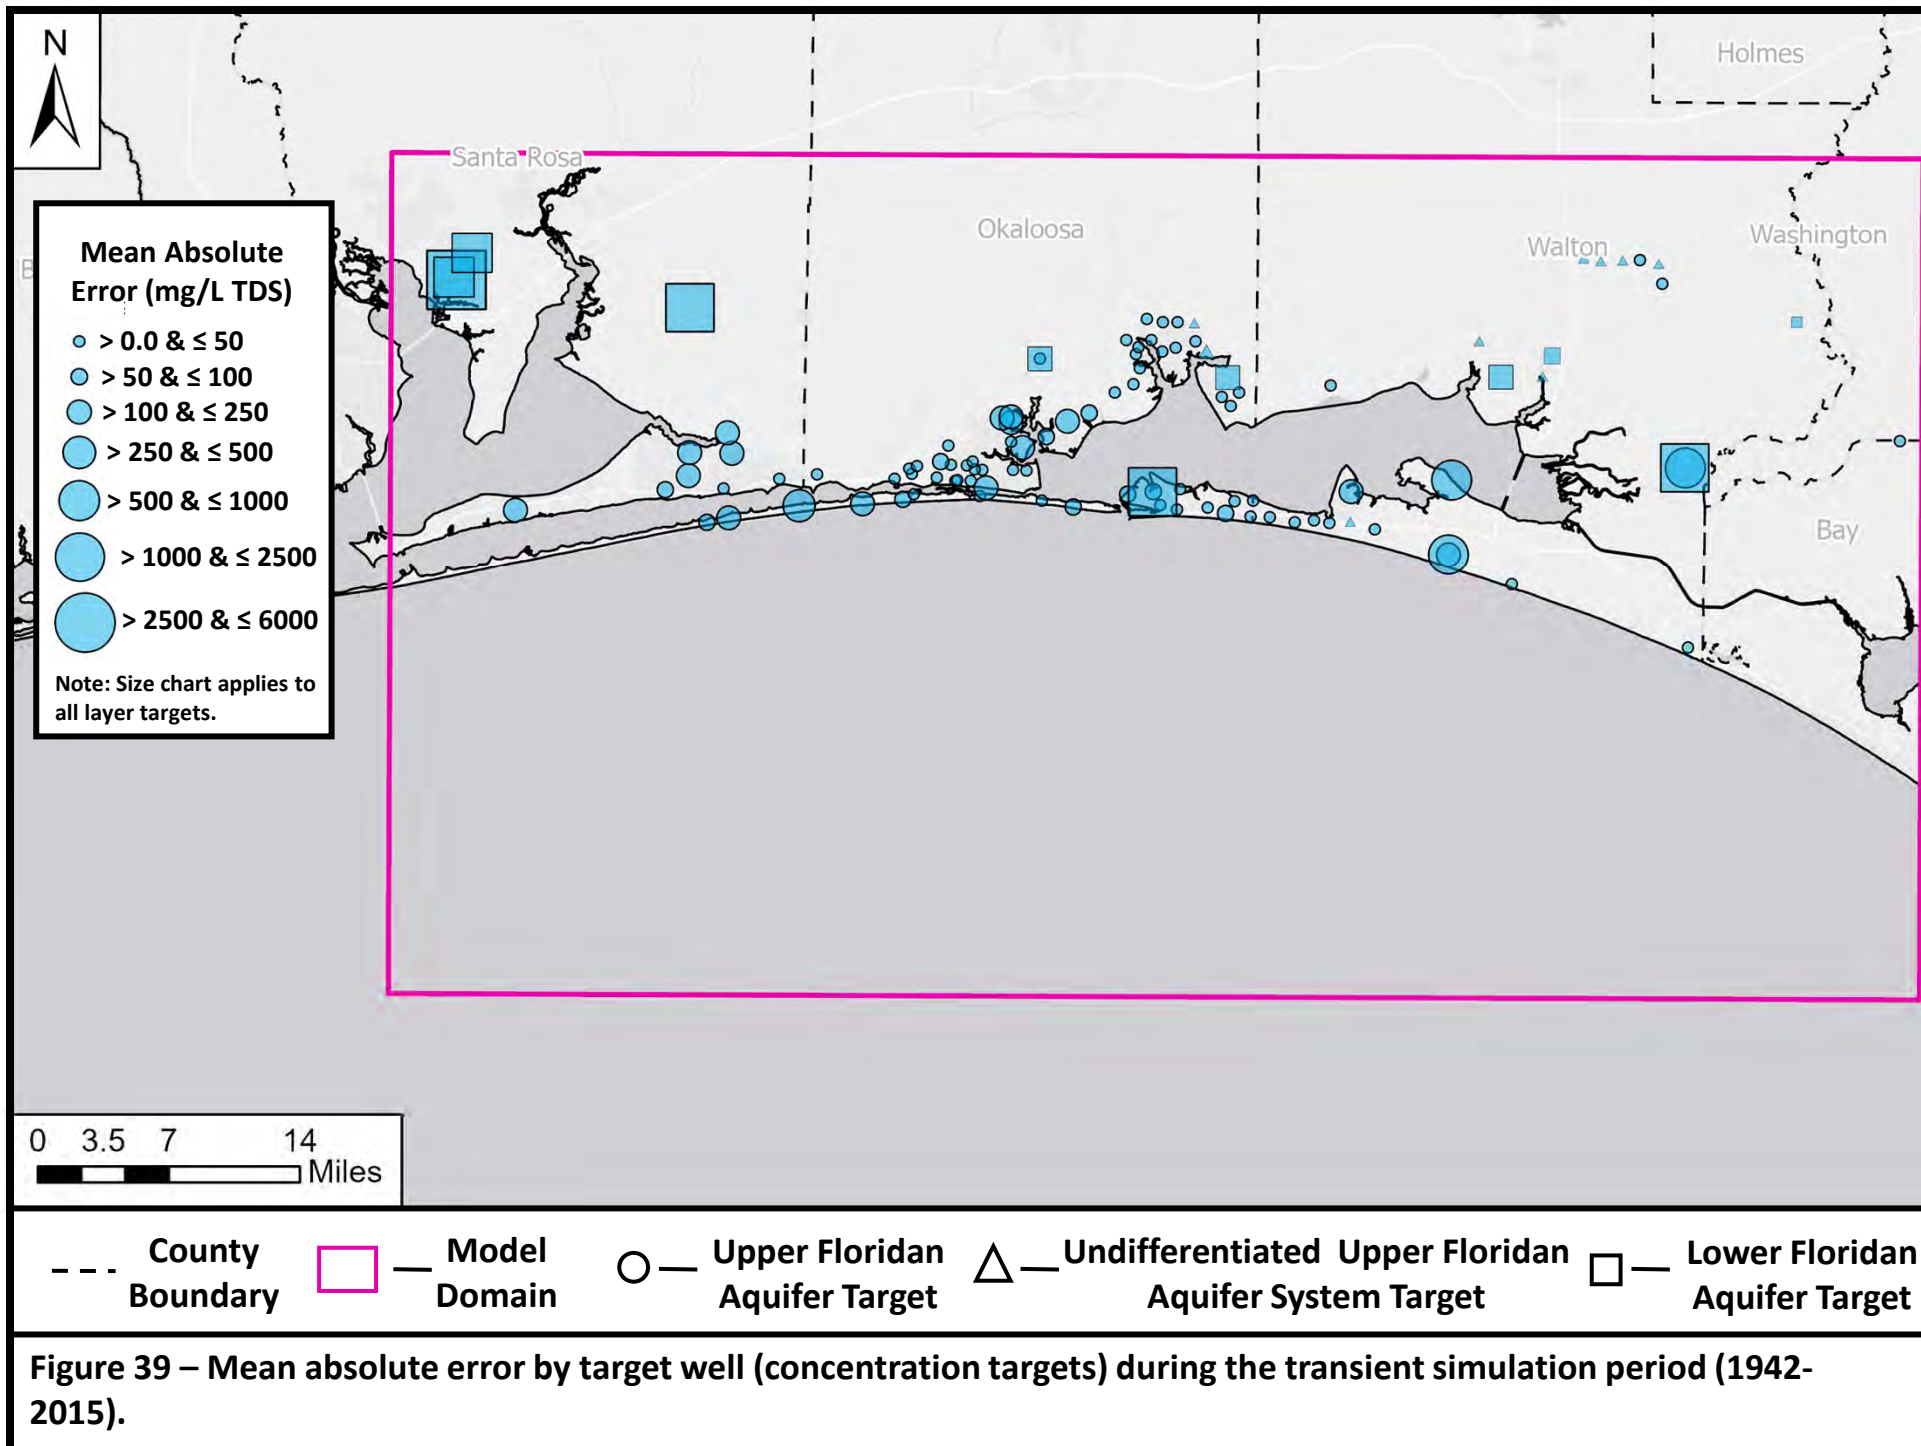 N
Holmes
Santa Rosa
Okaloosa
Walton
Washington
Bay
B
Mean Absolute
Error (mg/L TDS)
> 0.0 & ≤ 50
> 50 & ≤ 100
> 100 & ≤ 250
> 250 & ≤ 500
> 500 & ≤ 1000
> 1000 & ≤ 2500
> 2500 & ≤ 6000
Note: Size chart applies to
all layer targets.
0 3.5 7 14
Miles
County
Boundary
Model
Domain
Upper Floridan
Aquifer Target
Undifferentiated Upper Floridan
Aquifer System Target
Lower Floridan
Aquifer Target
Figure 39 – Mean absolute error by target well (concentration targets) during the transient simulation period (1942-
2015).